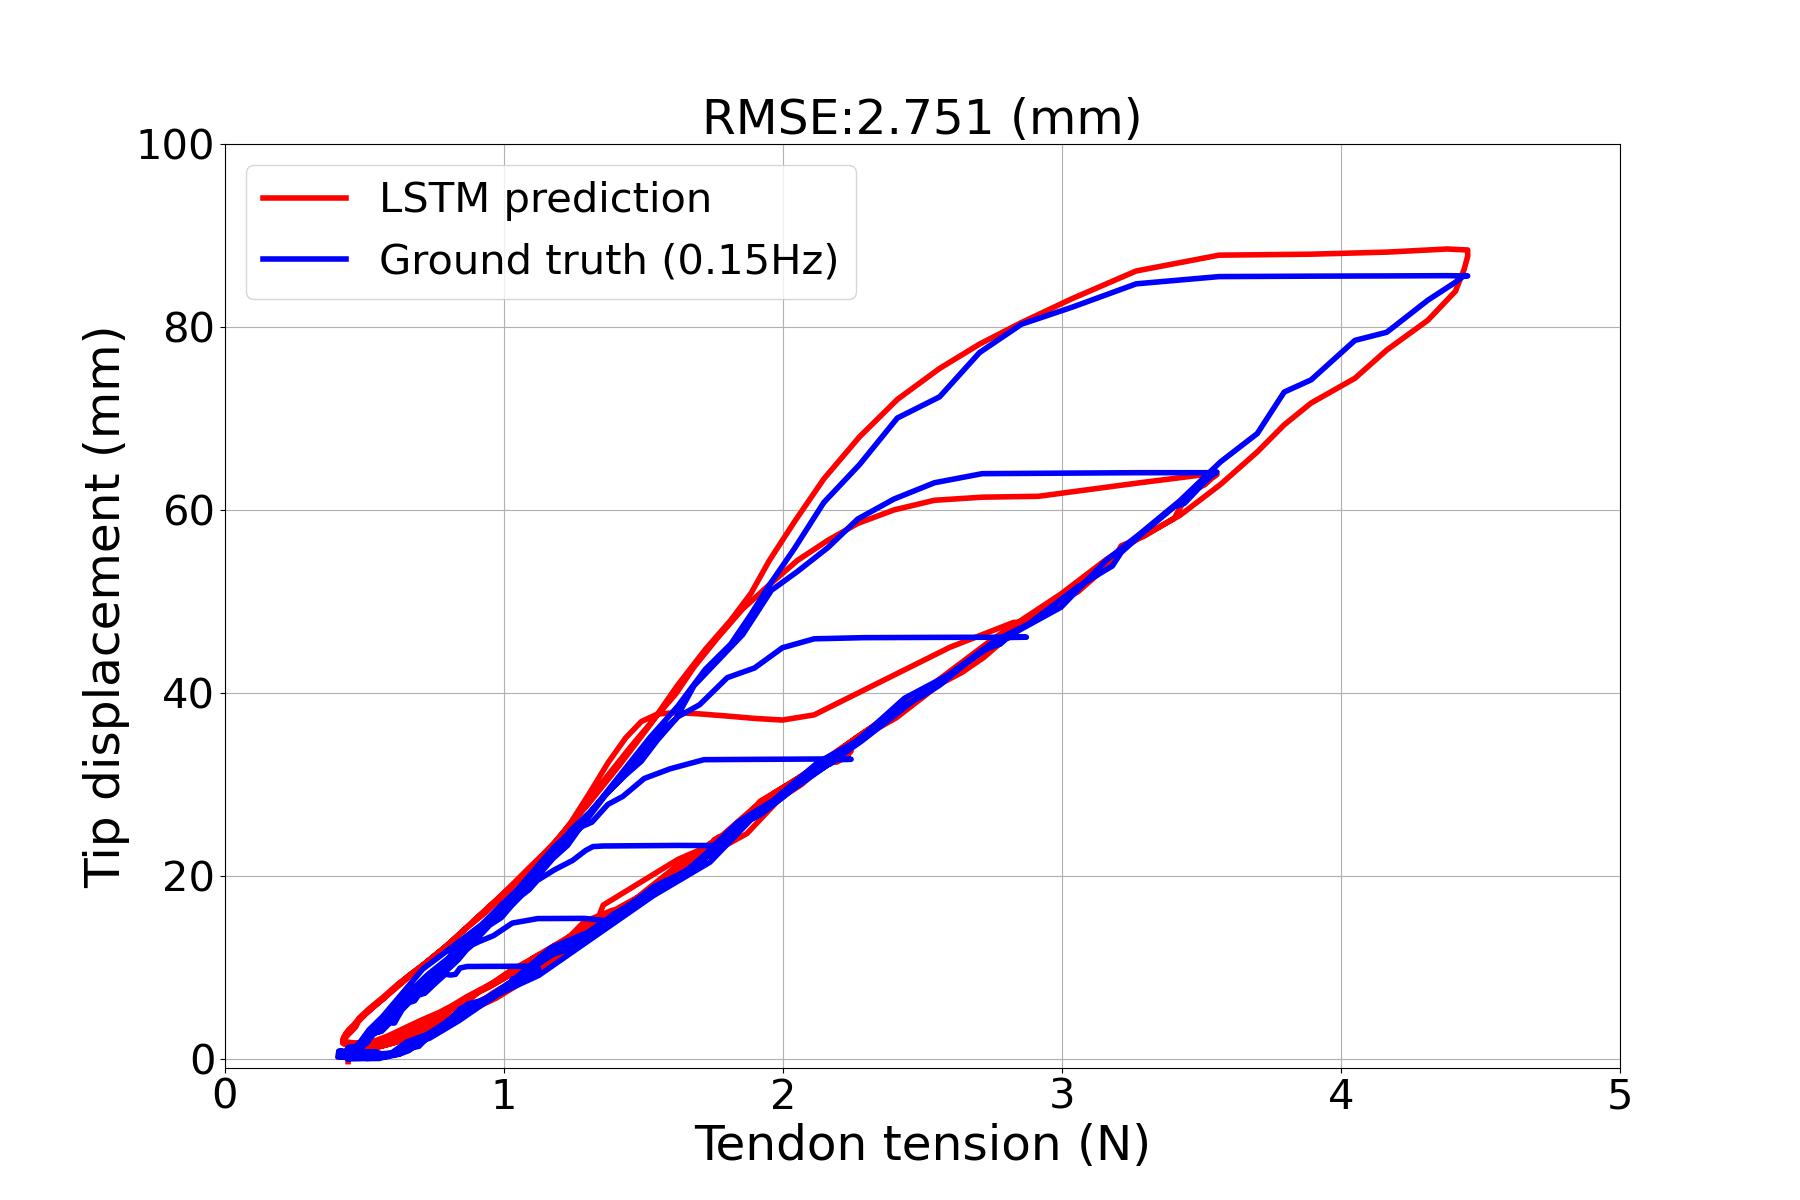 RMSE:2.751 (mm)
100
80
60
40
20
0
LSTM prediction
Ground truth (0.15Hz)
Tip displacement (mm)
0 1 2 3 4 5
Tendon tension (N)